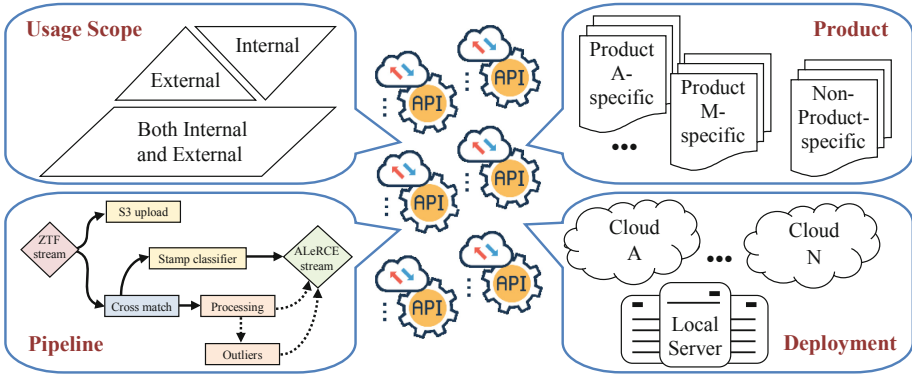 Usage Scope
Internal
External
Both Internal
and External
Product
Product
A-
specific
Product
M-
specific
Non-
Product-
specific
...
API
API
API
API
API
API
ZTF
stream
S3 upload
Stamp classifier
ALeRCE
stream
Cross match
Processing
Outliers
Pipeline
Cloud
A
...
Cloud
N
Local
Server
Deployment